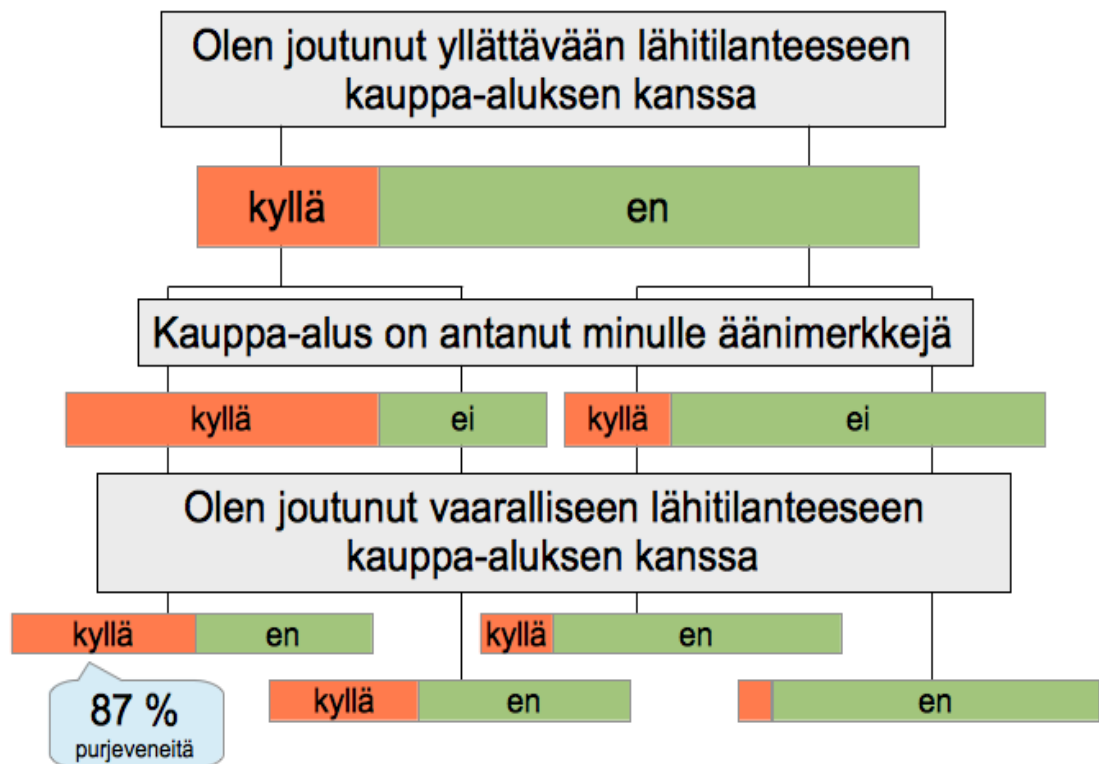 Olen joutunut yllättävään lähitilanteeseen
kauppa-aluksen kanssa
kyllä
en
Kauppa-alus on antanut minulle äänimerkkejä
kyllä
ei
kyllä
ei
Olen joutunut vaaralliseen lähitilanteeseen
kauppa-aluksen kanssa
kyllä
en
kyllä
en
kyllä
en
en
87 %
purjeveneitä